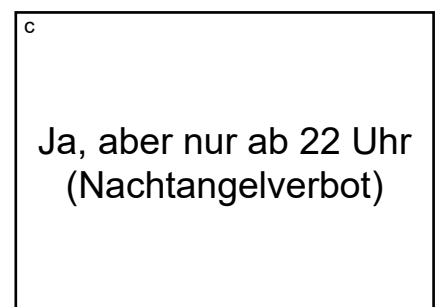 c
Ja, aber nur ab 22 Uhr
(Nachtangelverbot)